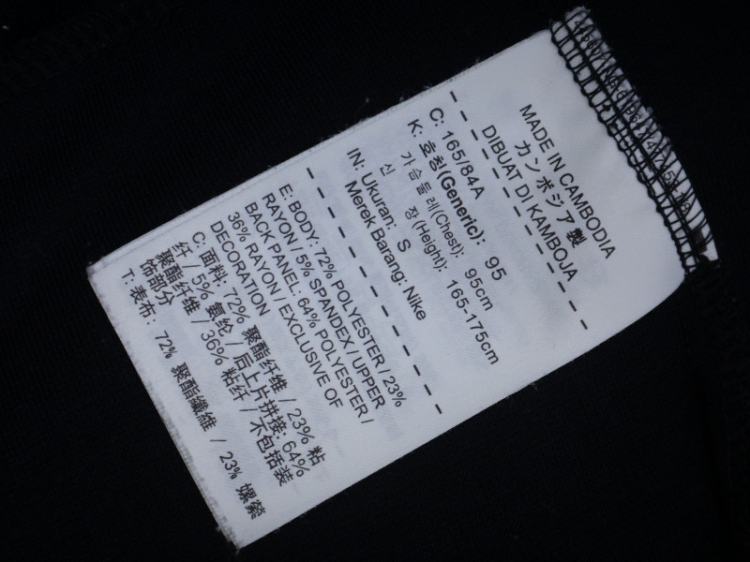 MADE IN CAMBODIA
カンボジア製
DIBUAT DI KAMBOJA
C: 165/84A
K: 호칭(Generic): 95
가슴둘레(Chest): 95cm
신 장(Height): 165-175cm
IN: Ukuran: S
Merek Barang: Nike
E: BODY: 72% POLYESTER / 23%
RAYON / 5% SPANDEX / UPPER
BACK PANEL: 64% POLYESTER /
36% RAYON / EXCLUSIVE OF
DECORATION
C: 面料: 72% 聚酯纤维 / 23% 粘
纤 / 5% 氨纶 / 后上片拼接: 64%
聚酯纤维 / 36% 粘纤 / 不包括装
饰部分
T: 表布: 72% 聚酯纖維 / 23% 嫘縈